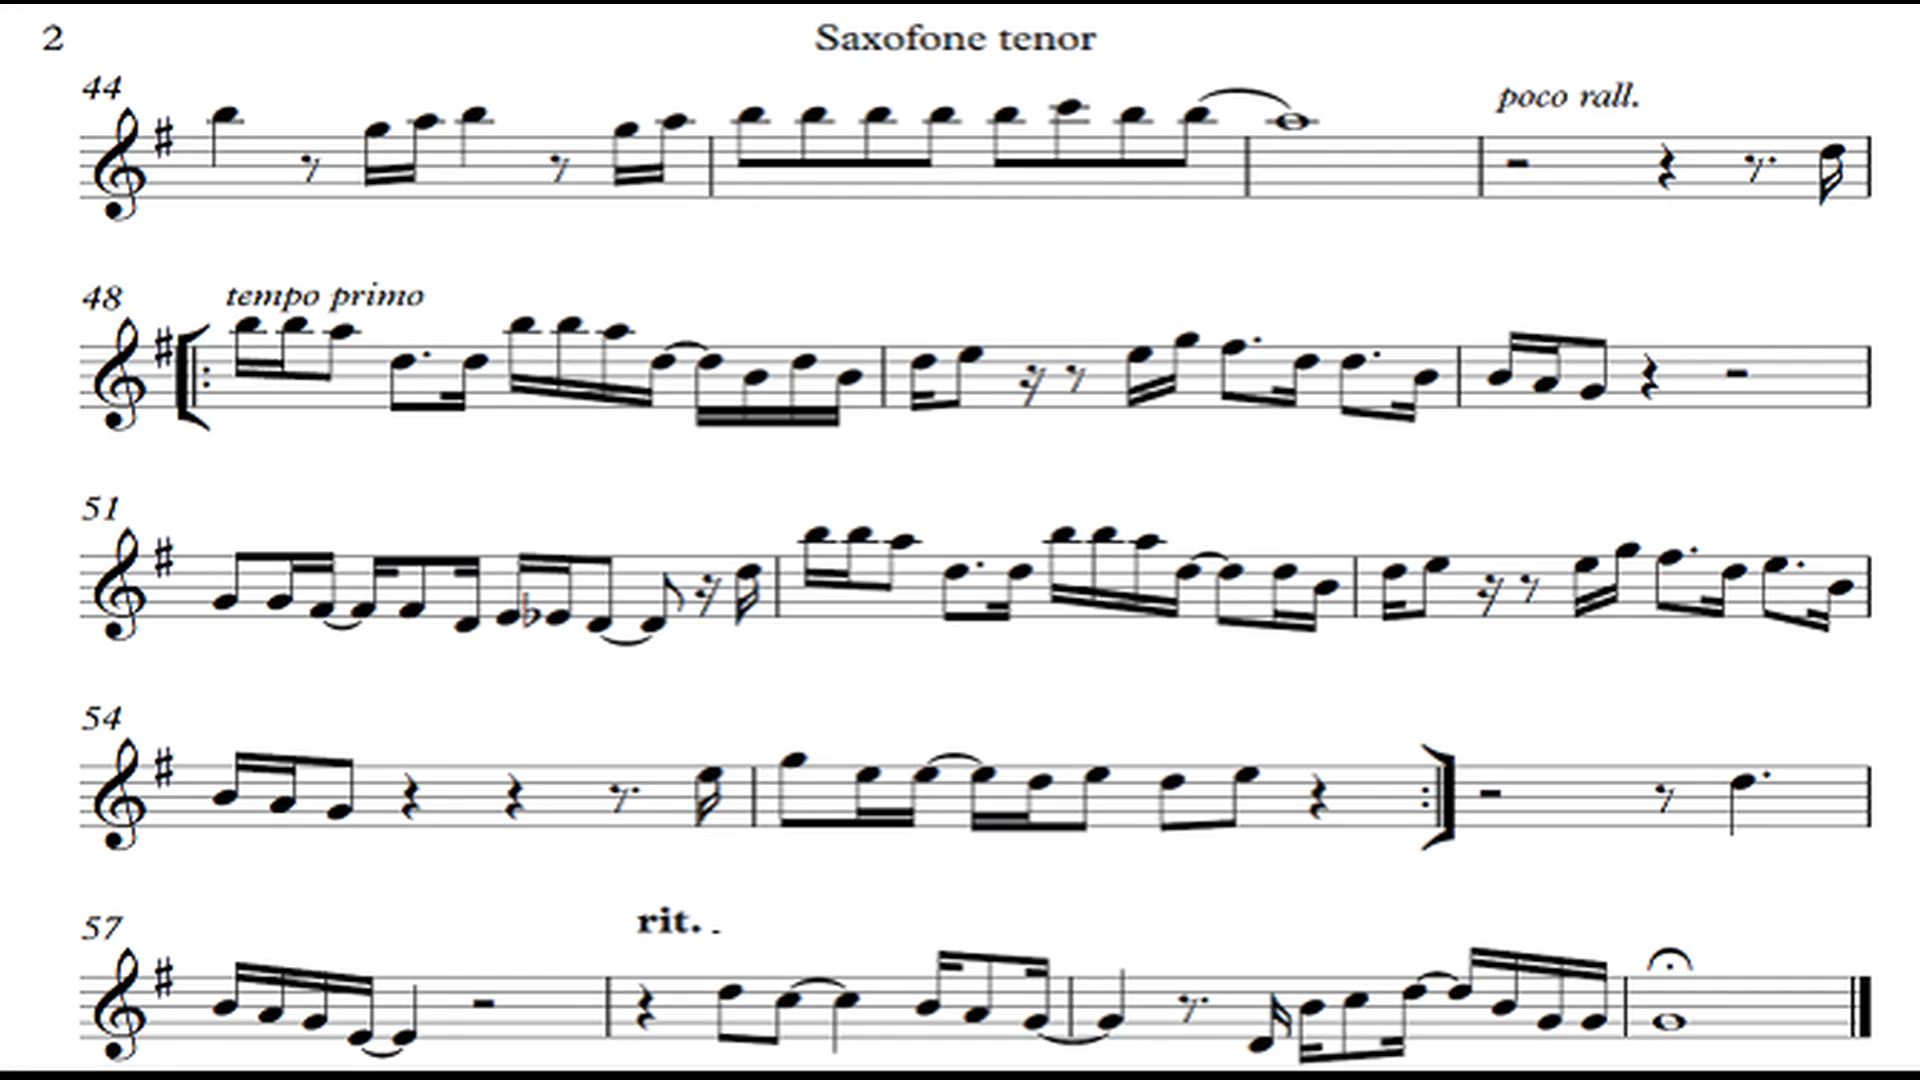 2
Saxofone tenor
44
poco rall.
48
tempo primo
51
54
57
rit. .